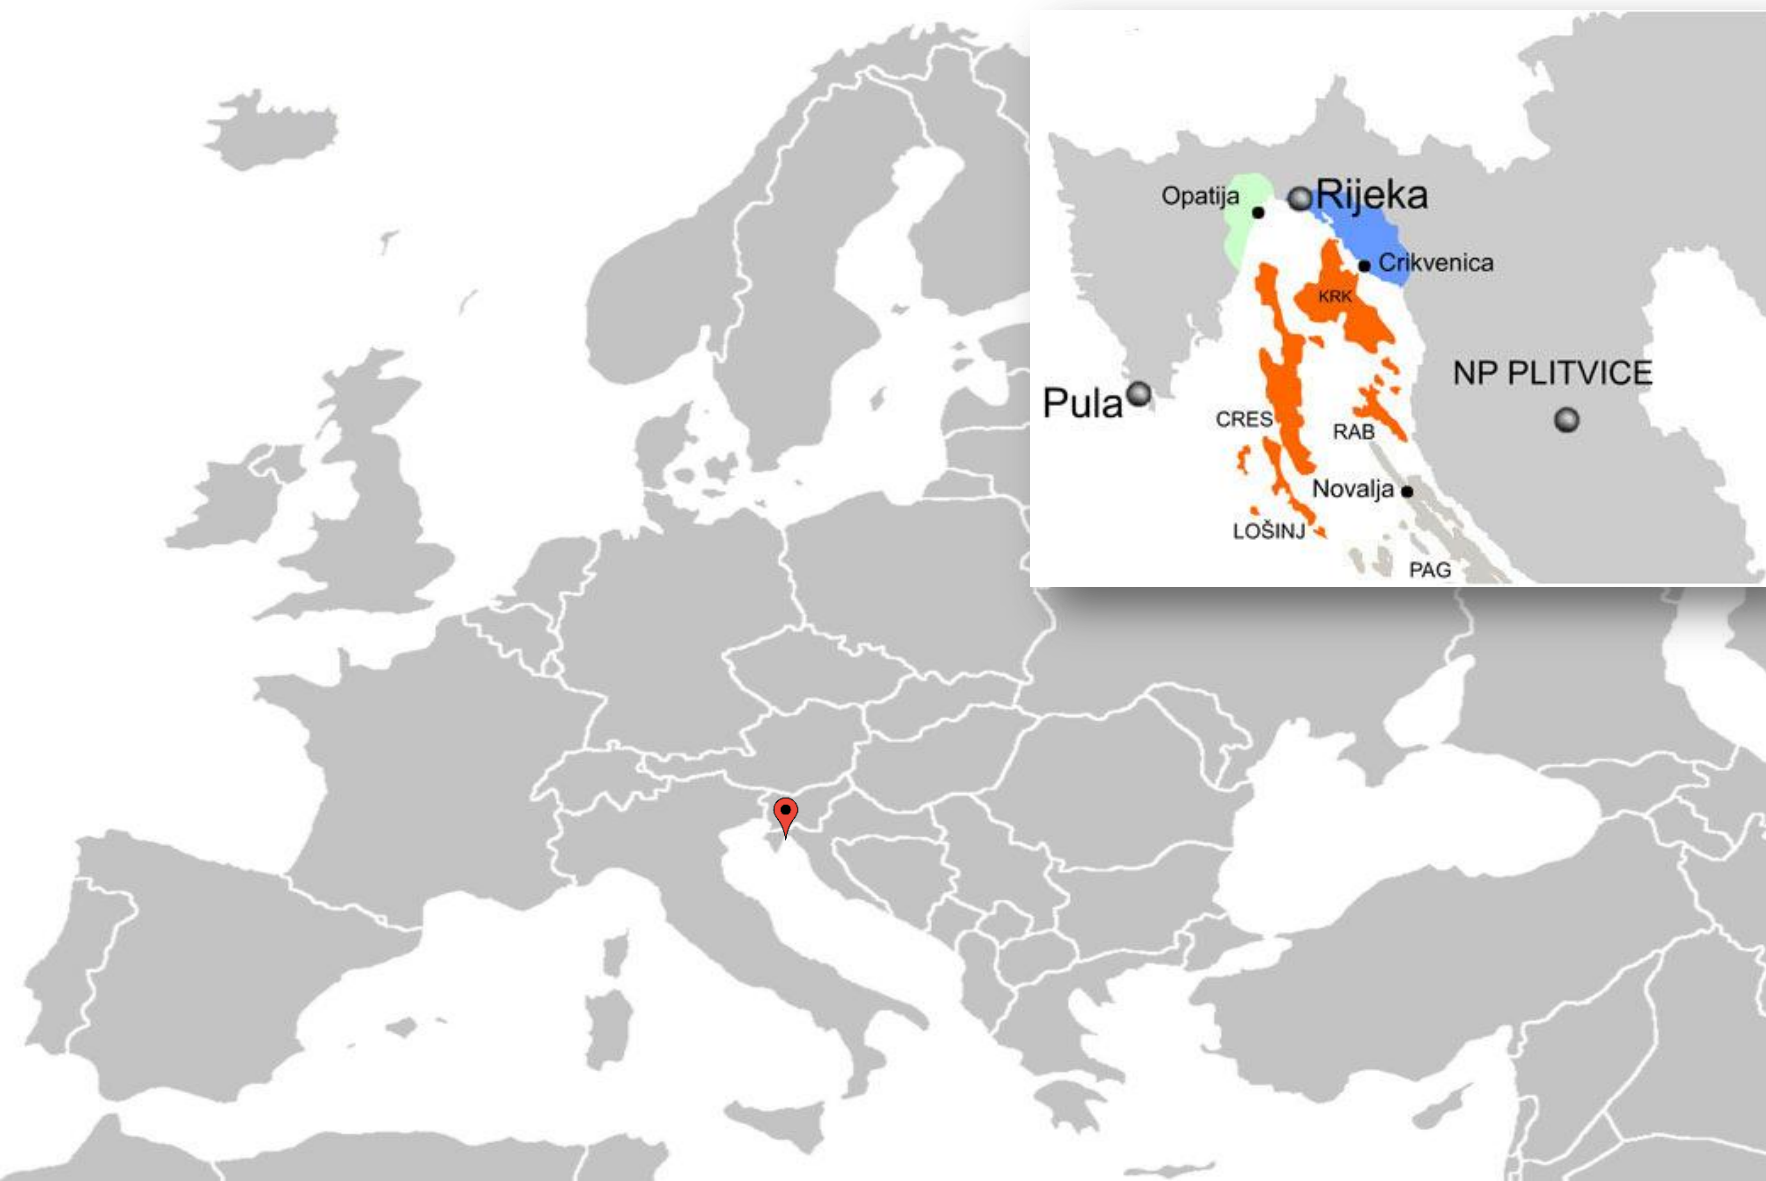 Opatija
Rijeka
Crikvenica
KRK
NP PLITVICE
Pula
CRES
RAB
Novalja
LOŠINJ
PAG